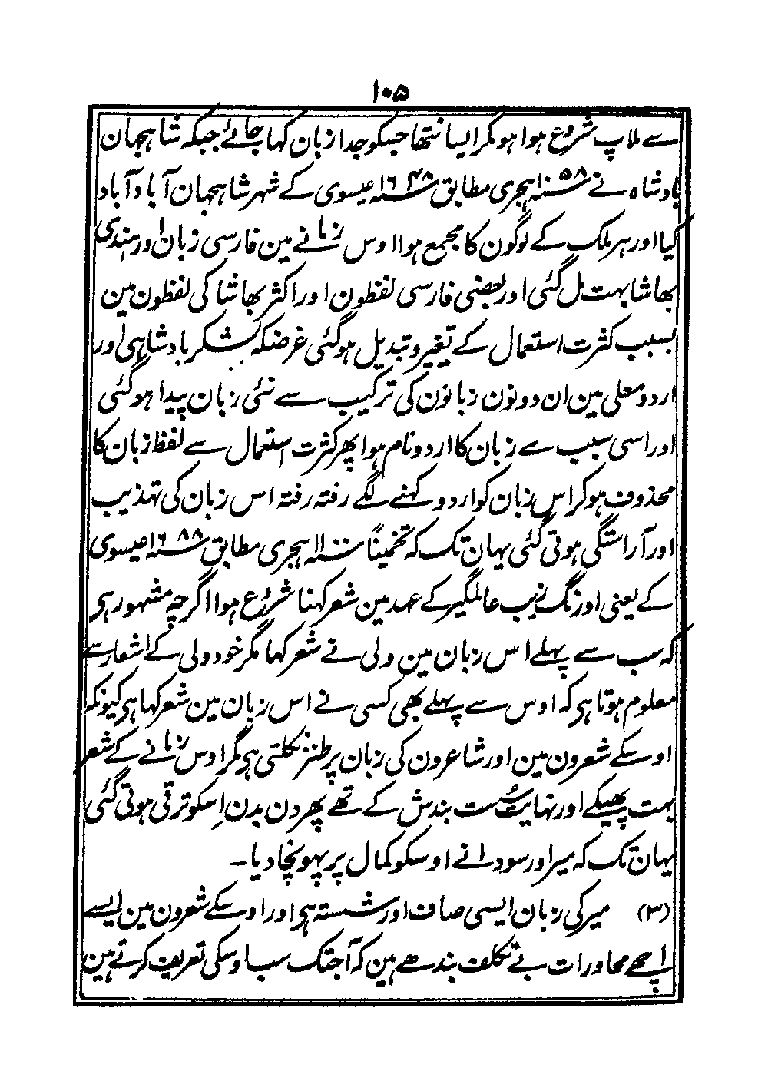 ۱۰۵
سے ملاپ شروع ہوا ہو مگر ایسا نتھا جسکو جدا زبان کہا جائے جبکہ شاہجہان
بادشاہ نے ۱۰۵۸ ہجری مطابق ۱۶۴۸ عیسوی کے شہر شاہجہان آباد آباد
کیا اور ہر ملک کے لوگون کا مجمع ہوا اوس زمانے مین فارسی زبان اور ہندی
بھاشا بہت مل گئی اور بعضی فارسی لفظون اور اکثر بھاشا کی لفظون مین
بسبب کثرت استعمال کے تغیر و تبدیل ہو گئی غرضکہ لشکر بادشاہی اور
اردو معلی مین ان دونون زبانون کی ترکیب سے نئی زبان پیدا ہو گئی
اور اسی سبب سے زبان کا اردو نام ہوا پھر کثرت استمال سے لفظ زبان کا
محذوف ہو کر اس زبان کو اردو کہنے لگے رفتہ رفتہ اس زبان کی تہذیب
اور آراستگی ہوتی گئی یہان تک کہ تخمیناً ۱۱۰۰ ہجری مطابق ۱۶۸۸ عیسوی
کے یعنی اورنگ زیب عالمگیر کے عہد مین شعر کہنا شروع ہوا اگرچہ مشہور ہی
کہ سب سے پہلے اس زبان مین ولی نے شعر کہا مگر خود ولی کے اشعار سے
معلوم ہوتا ہی کہ اوس سے پہلے بھی کسی نے اس زبان مین شعر کہا ہی کیونکہ
اوسکے شعرون مین اور شاعرون کی زبان پر طنز نکلتی ہی مگر اوس زمانے کے شعر
بہت پھیکے اور نہایت سست بندش کے تھے پھر دن بدن اسکو ترقی ہوتی گئی
یہان تک کہ میر اور سودا نے اوسکو کمال پر پہونچا دیا۔
(۳) میر کی زبان ایسی صاف اور شستہ ہی اور اوسکے شعرون مین ایسے
اچھے محاورات بے تکلف بندھے ہین کہ آجتک سب اوسکی تعریف کرتے ہین